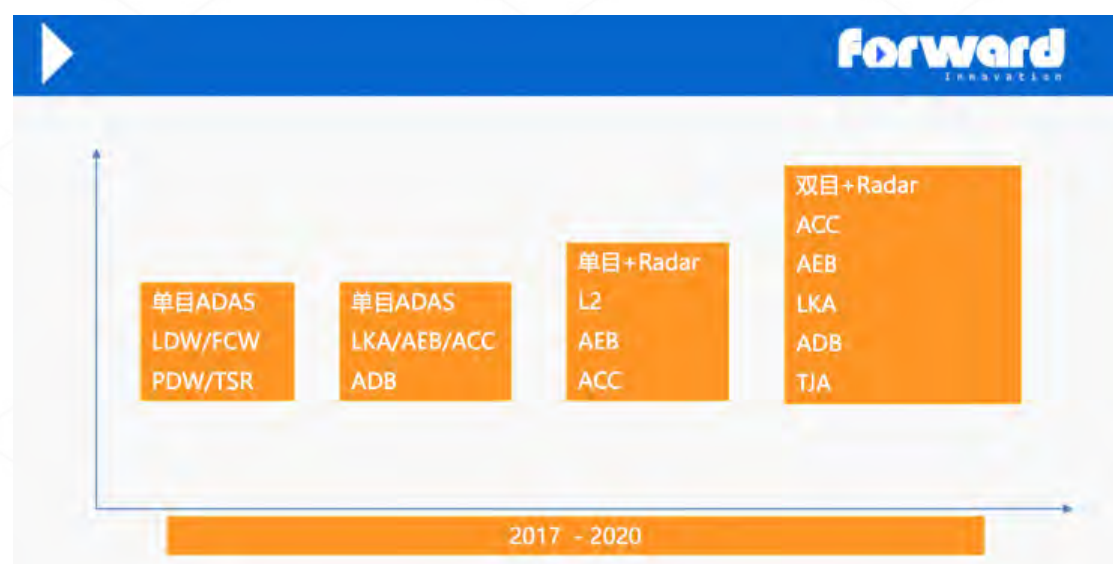 forward
Innovation
单目ADAS
LDW/FCW
PDW/TSR
单目ADAS
LKA/AEB/ACC
ADB
单目+Radar
L2
AEB
ACC
双目+Radar
ACC
AEB
LKA
ADB
TJA
2017 - 2020